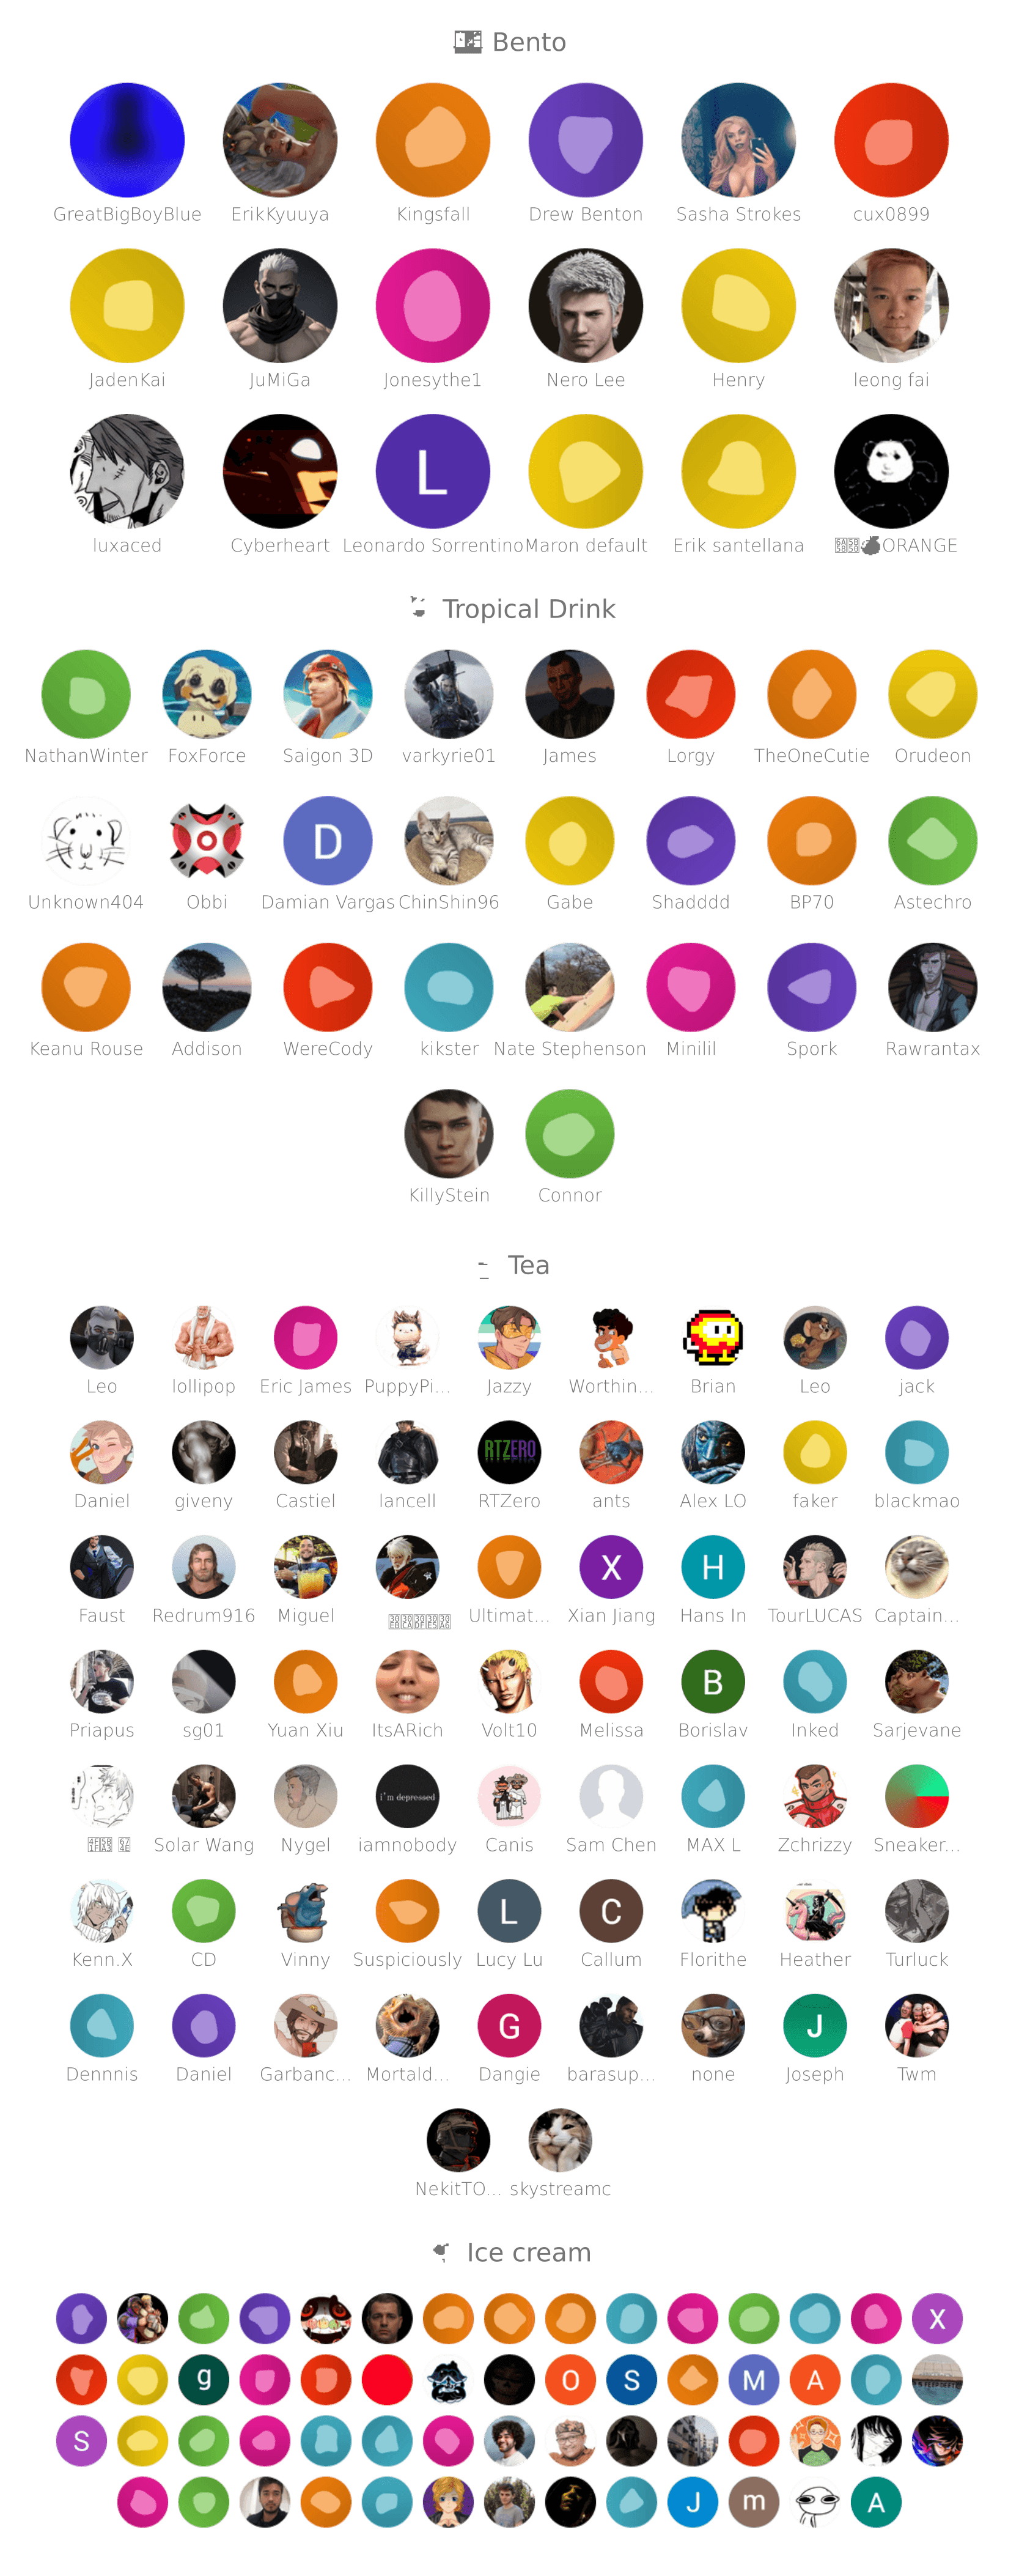 Bento
GreatBigBoyBlue ErikKyuuya Kingsfall Drew Benton Sasha Strokes cux0899
JadenKai JuMiGa Jonesythe1 Nero Lee Henry leong fai
L
luxaced Cyberheart Leonardo Sorrentino Maron default Erik santellana ORANGE
Tropical Drink
NathanWinter FoxForce Saigon 3D varkyrie01 James Lorgy TheOneCutie Orudeon
D
Unknown404 Obbi Damian Vargas ChinShin96 Gabe Shadddd BP70 Astechro
Keanu Rouse Addison WereCody kikster Nate Stephenson Minilil Spork Rawrantax
KillyStein Connor
Tea
Leo lollipop Eric James PuppyPi... Jazzy Worthin... Brian Leo jack
RTZERO
Daniel giveny Castiel lancell RTZero ants Alex LO faker blackmao
X H
Faust Redrum916 Miguel Ultimat... Xian Jiang Hans In TourLUCAS Captain...
B
Priapus sg01 Yuan Xiu ItsARich Volt10 Melissa Borislav Inked Sarjevane
i'm depressed
Solar Wang Nygel iamnobody Canis Sam Chen MAX L Zchrizzy Sneaker...
L C
Kenn.X CD Vinny Suspiciously Lucy Lu Callum Florithe Heather Turluck
G J
Dennnis Daniel Garbanc... Mortald... Dangie barasup... none Joseph Twm
NekitTO... skystreamc
Ice cream
X
g O S M A
S
J m A